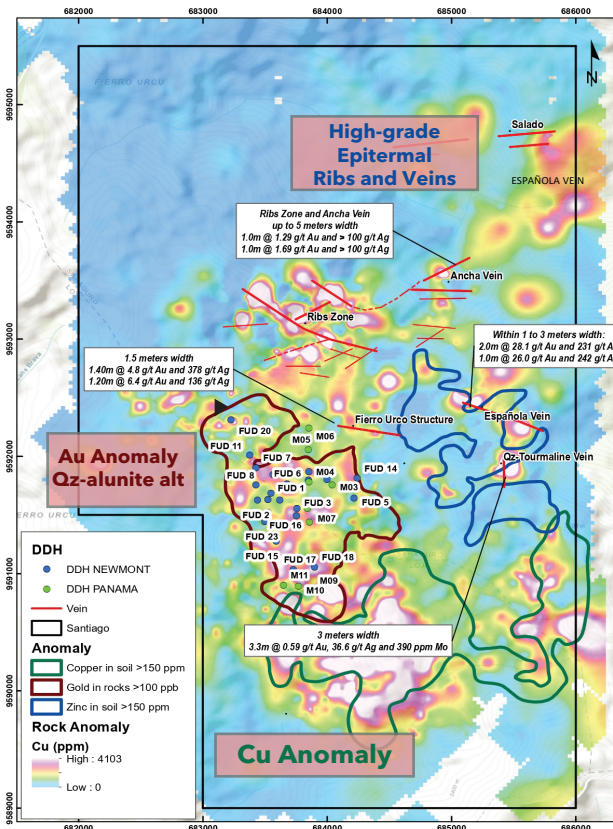 682000
683000
684000
685000
686000
FIERRO URCU
N
9595000
Salado
High-grade
Epitermal
Ribs and Veins
ESPAÑOLA VEIN
9594000
Ribs Zone and Ancha Vein
up to 5 meters width
1.0m @ 1.29 g/t Au and > 100 g/t Ag
1.0m @ 1.69 g/t Au and > 100 g/t Ag
Ancha Vein
Ribs Zone
9593000
Within 1 to 3 meters width:
2.0m @ 28.1 g/t Au and 231 g/t A
1.0m @ 26.0 g/t Au and 242 g/t A
1.5 meters width
1.40m @ 4.8 g/t Au and 378 g/t Ag
1.20m @ 6.4 g/t Au and 136 g/t Ag
Fierro Urco Structure
Española Vein
Qz-Tourmaline Vein
9592000
Au Anomaly
Qz-alunite alt
FUD 20
M06
M05
FUD 11
FUD 7
FUD 14
FUD 6
M04
FUD 8
FUD 1
M03
FUD 3
FUD 5
FUD 2
M07
FUD 16
FUD 23
FUD 15
FUD 17
FUD 18
M11
M09
M10
ERRO URCU
9591000
3 meters width
3.3m @ 0.59 g/t Au, 36.6 g/t Ag and 390 ppm Mo
Cu Anomaly
9590000
9589000
DDH
DDH NEWMONT
DDH PANAMA
Vein
Santiago
Anomaly
Copper in soil >150 ppm
Gold in rocks >100 ppb
Zinc in soil >150 ppm
Rock Anomaly
Cu (ppm)
High : 4103
Low : 0
682000
683000
684000
685000
686000